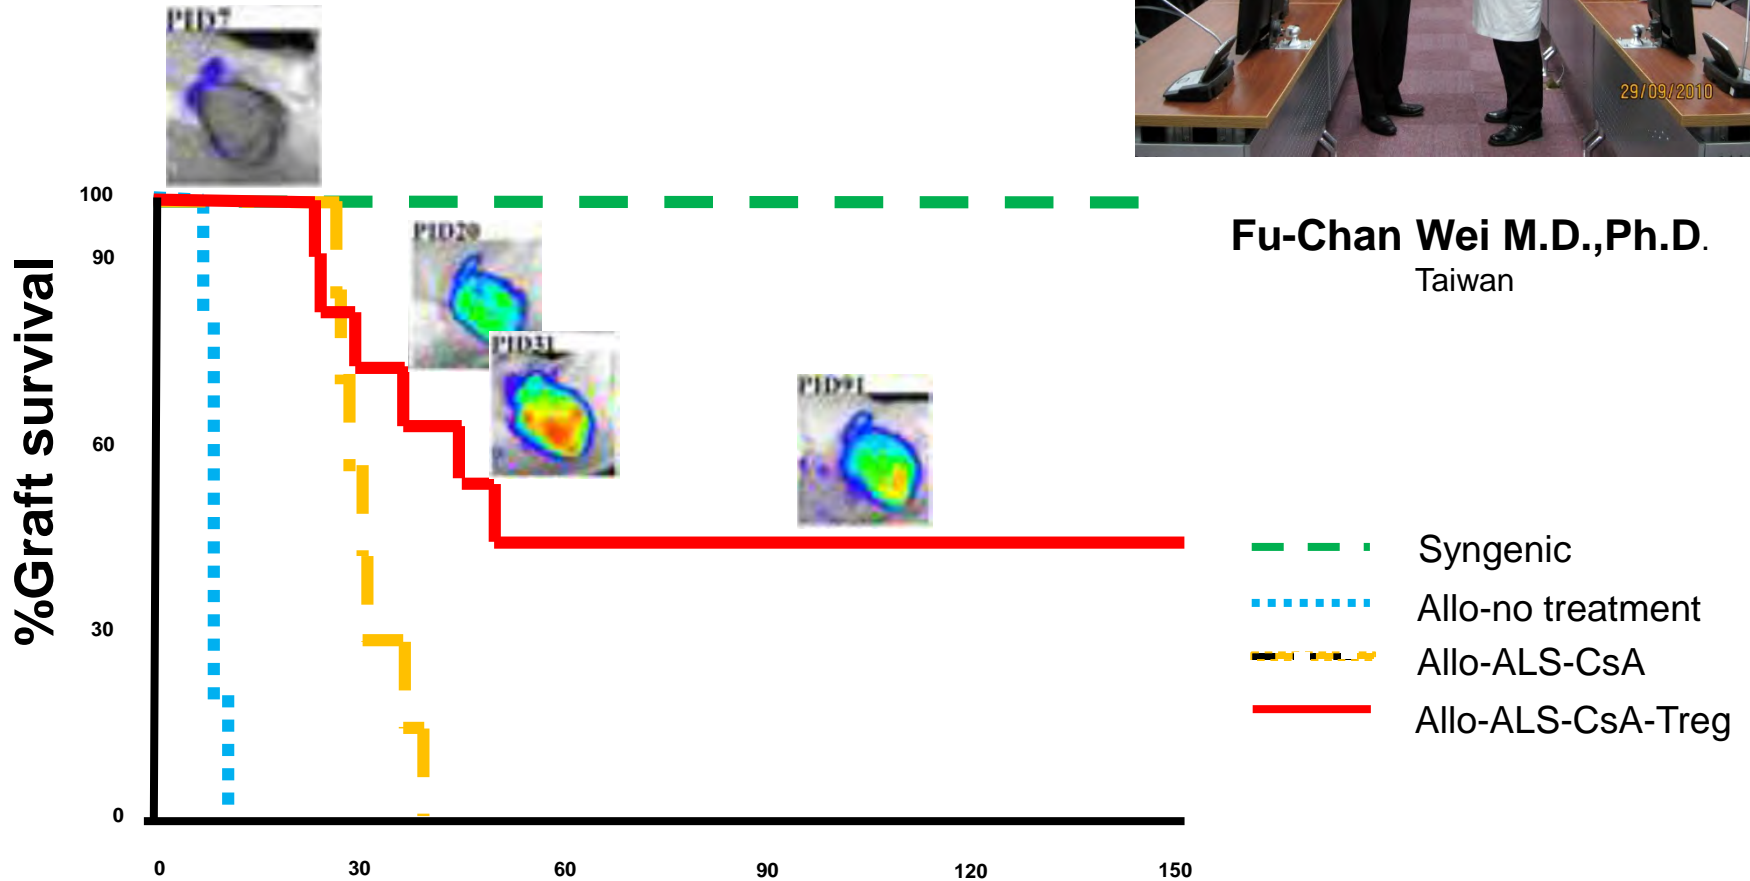 PID7
29/09/2010
100
90
60
30
0
%Graft survival
PID20
PID31
PID91
Fu-Chan Wei M.D.,Ph.D.
Taiwan
Syngenic
Allo-no treatment
Allo-ALS-CsA
Allo-ALS-CsA-Treg
0 30 60 90 120 150